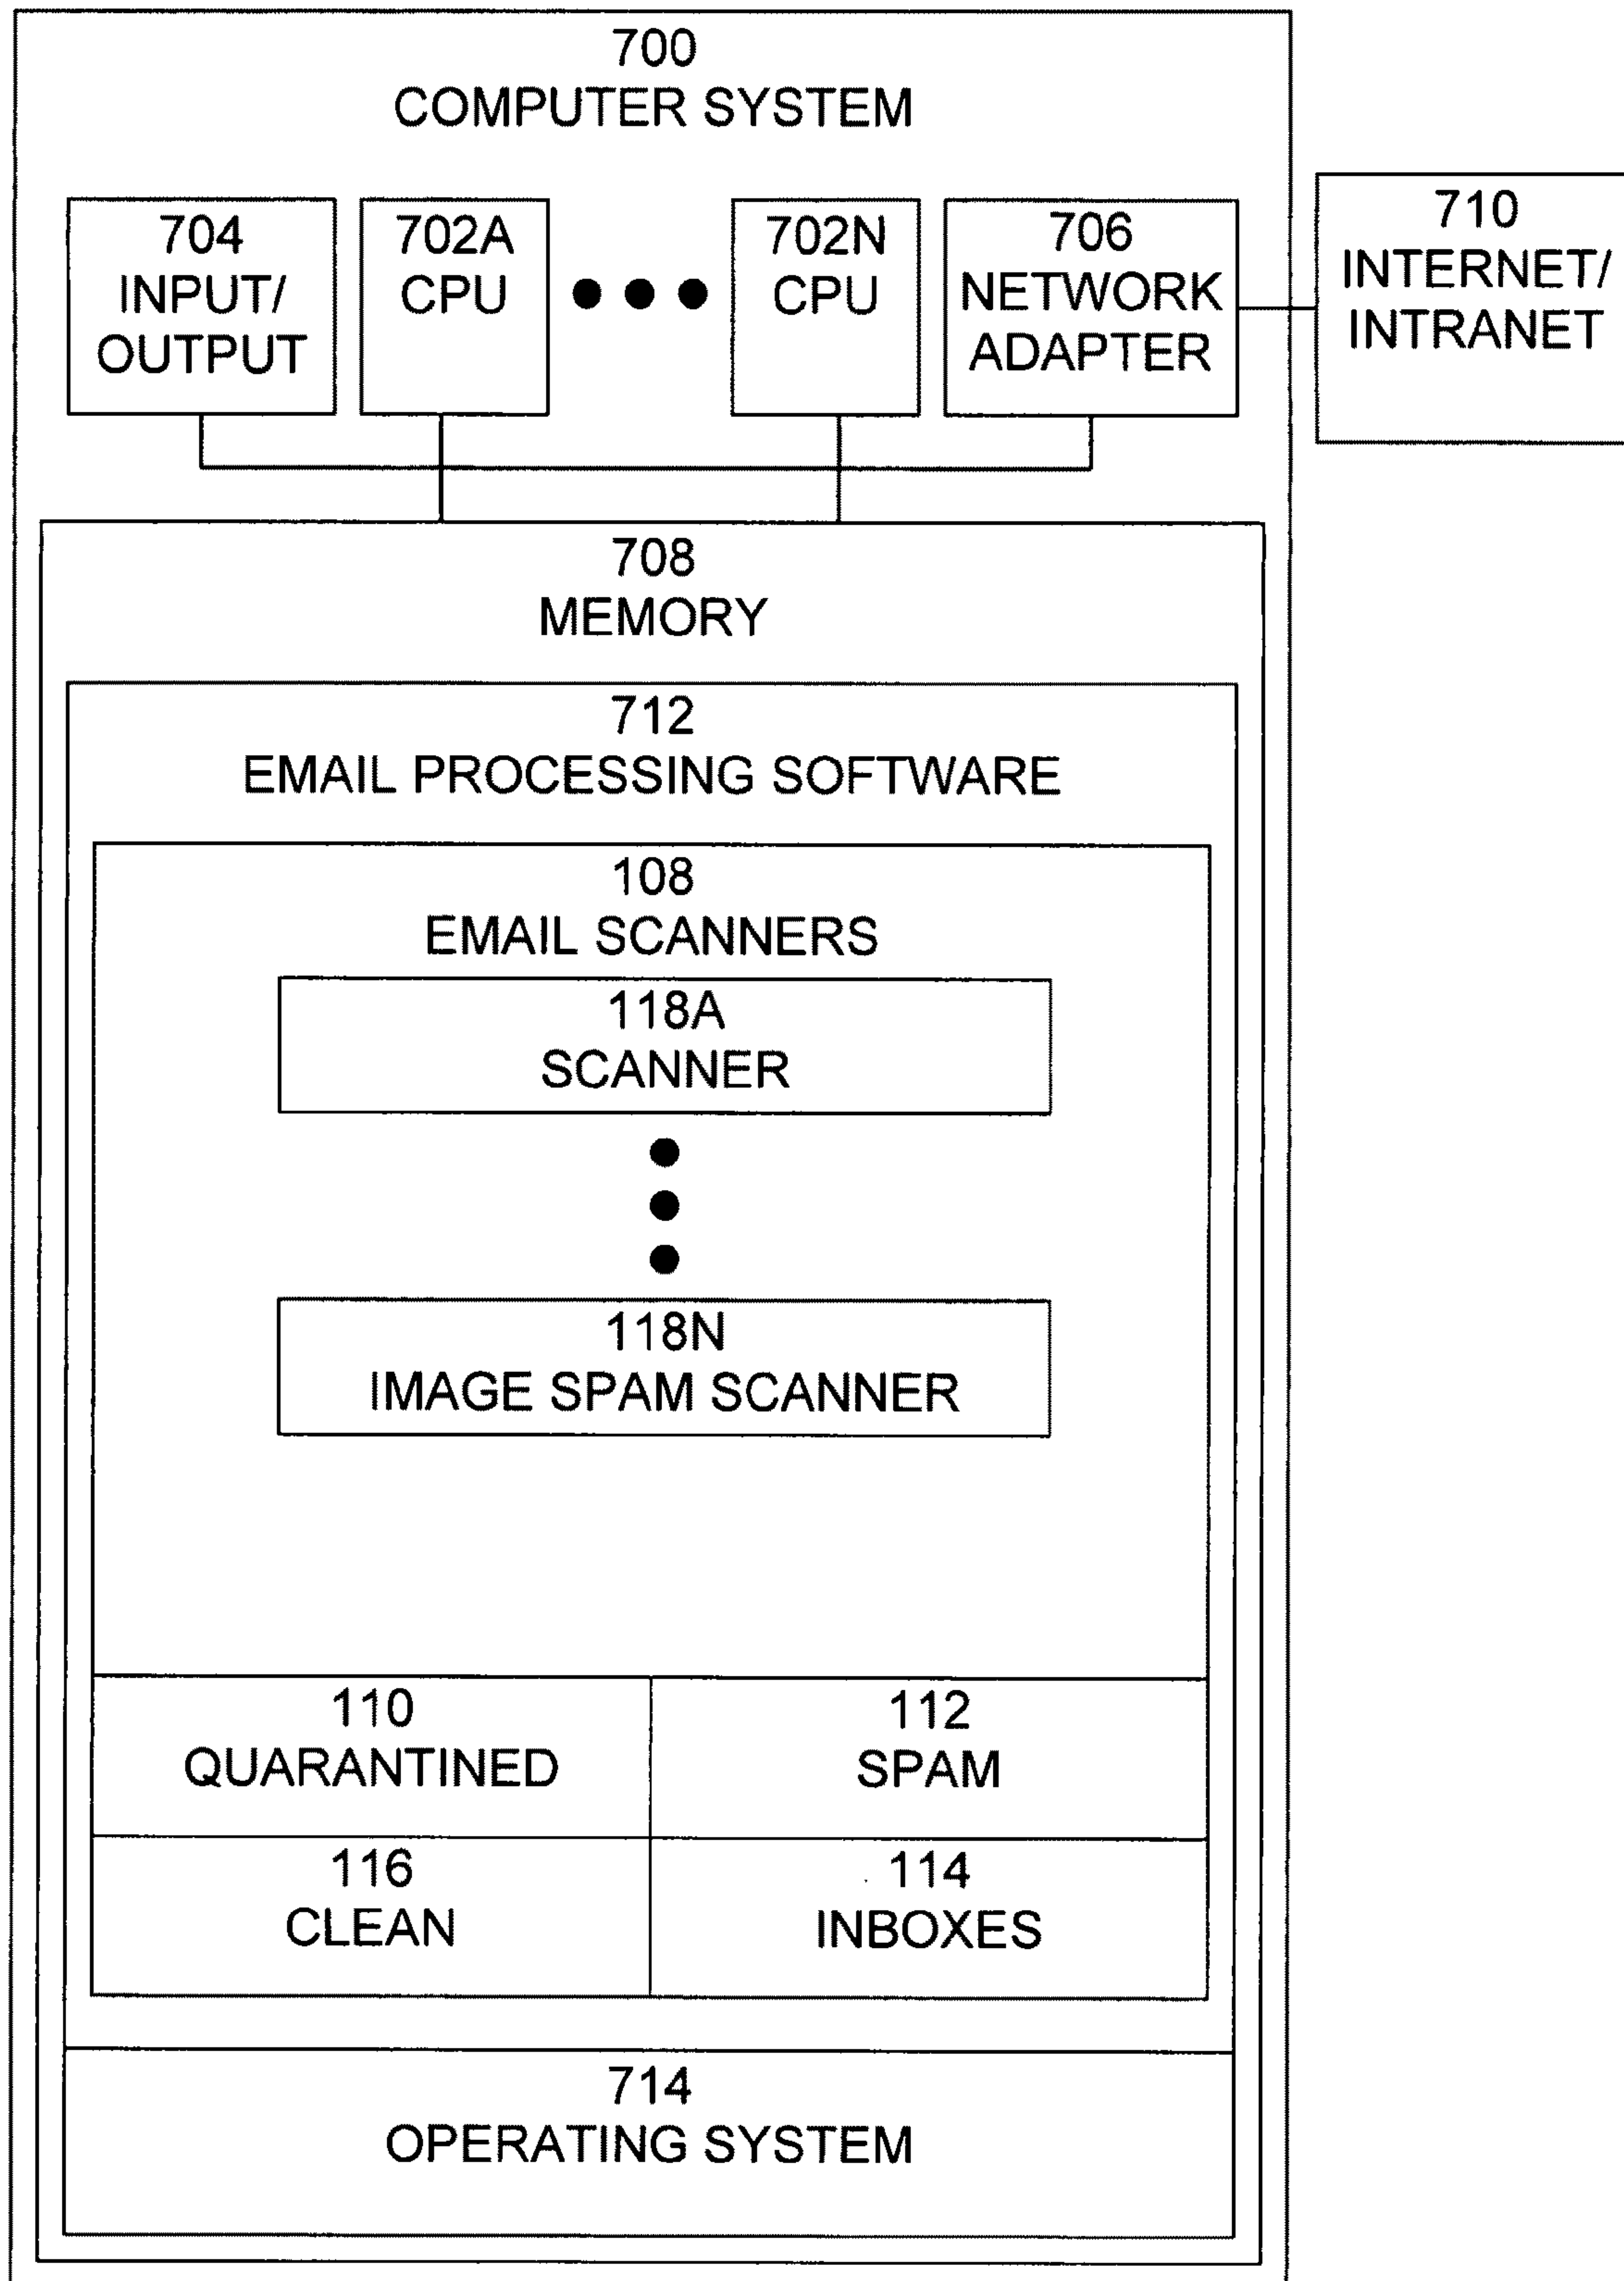 700
COMPUTER SYSTEM
704
INPUT/
OUTPUT
702A
CPU
702N
CPU
706
NETWORK
ADAPTER
710
INTERNET/
INTRANET
708
MEMORY
712
EMAIL PROCESSING SOFTWARE
108
EMAIL SCANNERS
118A
SCANNER
118N
IMAGE SPAM SCANNER
110
QUARANTINED
112
SPAM
116
CLEAN
114
INBOXES
714
OPERATING SYSTEM